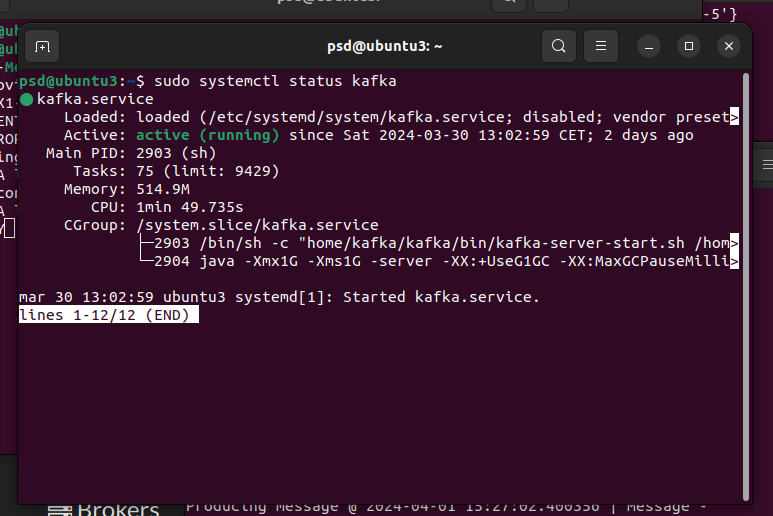 -5'}
psd@ubuntu3: ~
psd@ubuntu3:~$ sudo systemctl status kafka
kafka.service
Loaded: loaded (/etc/systemd/system/kafka.service; disabled; vendor preset>
Active: active (running) since Sat 2024-03-30 13:02:59 CET; 2 days ago
Main PID: 2903 (sh)
Tasks: 75 (limit: 9429)
Memory: 514.9M
CPU: 1min 49.735s
CGroup: /system.slice/kafka.service
├─2903 /bin/sh -c "home/kafka/kafka/bin/kafka-server-start.sh /hom>
└─2904 java -Xmx1G -Xms1G -server -XX:+UseG1GC -XX:MaxGCPauseMilli>
mar 30 13:02:59 ubuntu3 systemd[1]: Started kafka.service.
lines 1-12/12 (END)
Brokers
Producing Message @ 2024-04-01 15:27:02.400356 | Message -